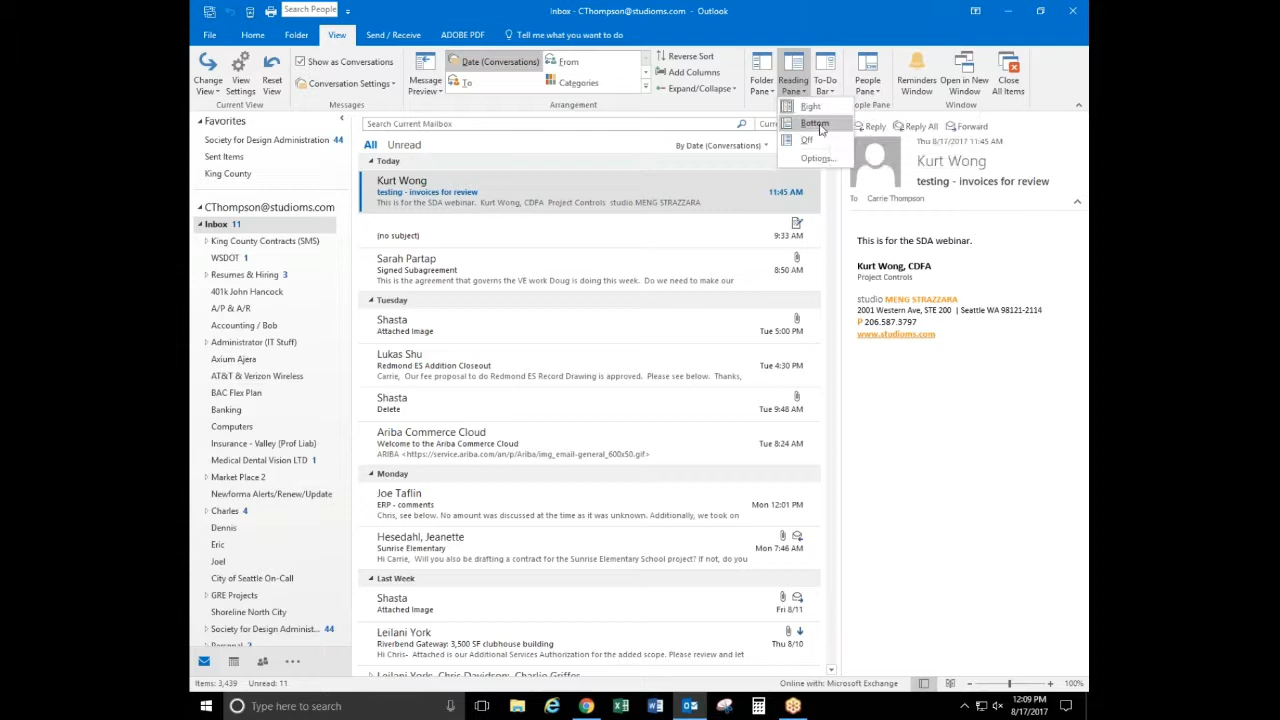 Search People
Inbox - CThompson@studioms.com - Outlook
File
Home
Folder
View
Send / Receive
ADOBE PDF
Tell me what you want to do
Change View
View Settings
Reset View
Current View
Show as Conversations
Conversation Settings
Messages
Message Preview
Date (Conversations)
From
To
Categories
Arrangement
Reverse Sort
Add Columns
Expand/Collapse
Folder Pane
Reading Pane
To-Do Bar
People Pane
Reminders Window
Open in New Window
Close All Items
Window
Right
Bottom
Off
Options...
Favorites
Society for Design Administration 44
Sent Items
King County
CThompson@studioms.com
Inbox 11
King County Contracts (SMS)
WSDOT 1
Resumes & Hiring 3
401k John Hancock
A/P & A/R
Accounting / Bob
Administrator (IT Stuff)
Axium Ajera
AT&T & Verizon Wireless
BAC Flex Plan
Banking
Computers
Insurance - Valley (Prof Liab)
Medical Dental Vision LTD 1
Market Place 2
Newforma Alerts/Renew/Update
Charles 4
Dennis
Eric
Joel
City of Seattle On-Call
GRE Projects
Shoreline North City
Society for Design Administ... 44
Search Current Mailbox
All Unread
By Date (Conversations)
Today
Kurt Wong
testing - invoices for review 11:45 AM
This is for the SDA webinar. Kurt Wong, CDFA Project Controls studio MENG STRAZZARA
(no subject) 9:33 AM
Sarah Partap
Signed Subagreement 8:50 AM
This is the agreement that governs the VE work Doug is doing this week. Do we need to make our
Tuesday
Shasta
Attached Image Tue 5:00 PM
Lukas Shu
Redmond ES Addition Closeout Tue 4:30 PM
Carrie, Our fee proposal to do Redmond ES Record Drawing is approved. Please see below. Thanks,
Shasta
Delete Tue 9:48 AM
Ariba Commerce Cloud
Welcome to the Ariba Commerce Cloud Tue 8:24 AM
ARIBA <https://service.ariba.com/an/p/Ariba/img_email-general_600x50.gif>
Monday
Joe Taflin
ERP - comments Mon 12:01 PM
Chris, see below. No amount was discussed at the time as it was unknown. Additionally, we took on
Hesedahl, Jeanette
Sunrise Elementary Mon 7:46 AM
Hi Carrie, Will you also be drafting a contract for the Sunrise Elementary School project? If not, do you
Last Week
Shasta
Attached Image Fri 8/11
Leilani York
Riverbend Gateway: 3,500 SF clubhouse building Thu 8/10
Hi Chris- Attached is our Additional Services Authorization for the added scope. Please review and let
Reply Reply All Forward
Thu 8/17/2017 11:45 AM
Kurt Wong
testing - invoices for review
To Carrie Thompson
This is for the SDA webinar.
Kurt Wong, CDFA
Project Controls
studio MENG STRAZZARA
2001 Western Ave, STE 200 | Seattle WA 98121-2114
P 206.587.3797
www.studioms.com
Items: 3,439 Unread: 11
Online with: Microsoft Exchange
100%
Type here to search
12:09 PM
8/17/2017